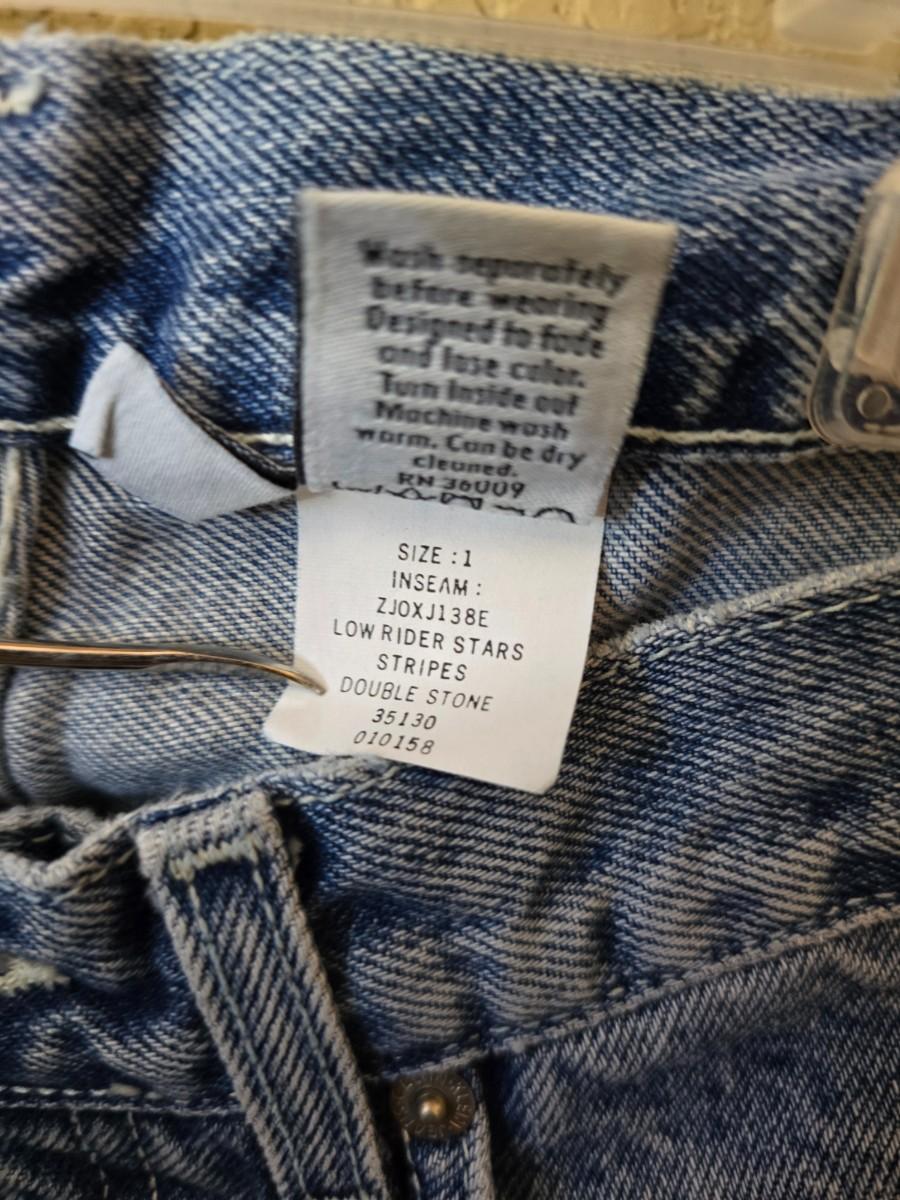 Wash separately
before wearing
Designed to fade
and lose color.
Turn Inside out
Machine wash
warm. Can be dry
cleaned.
RN 36009
SIZE : 1
INSEAM :
ZJOXJ138E
LOW RIDER STARS
STRIPES
DOUBLE STONE
35130
010158